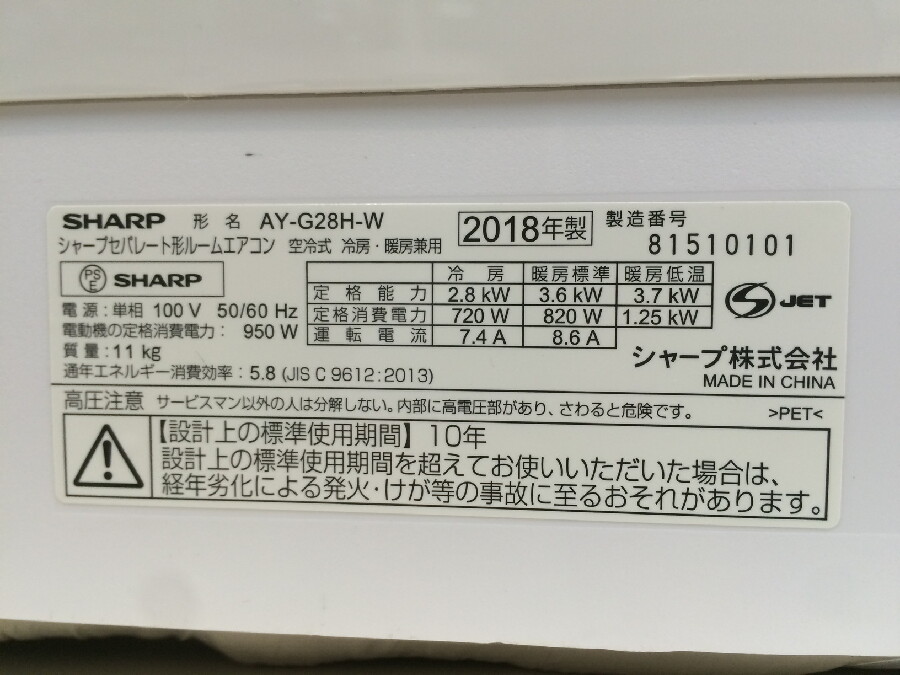 SHARP 形名 AY-G28H-W 2018年製 製造番号
シャープセパレート形ルームエアコン 空冷式 冷房・暖房兼用 81510101
PSE SHARP
電源:単相 100 V 50/60 Hz
電動機の定格消費電力: 950 W
質量:11 kg
通年エネルギー消費効率:5.8 (JIS C 9612:2013)
冷房 暖房標準 暖房低温
定格能力 2.8 kW 3.6 kW 3.7 kW
定格消費電力 720 W 820 W 1.25 kW
運転電流 7.4 A 8.6 A
S JET
シャープ株式会社
MADE IN CHINA
高圧注意 サービスマン以外の人は分解しない。内部に高電圧部があり、さわると危険です。 >PET<
【設計上の標準使用期間】10年
設計上の標準使用期間を超えてお使いいただいた場合は、
経年劣化による発火・けが等の事故に至るおそれがあります。